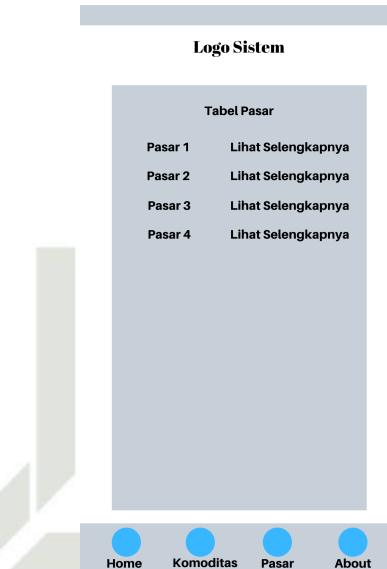 Logo Sistem
Tabel Pasar
Pasar 1 Lihat Selengkapnya
Pasar 2 Lihat Selengkapnya
Pasar 3 Lihat Selengkapnya
Pasar 4 Lihat Selengkapnya
Home Komoditas Pasar About